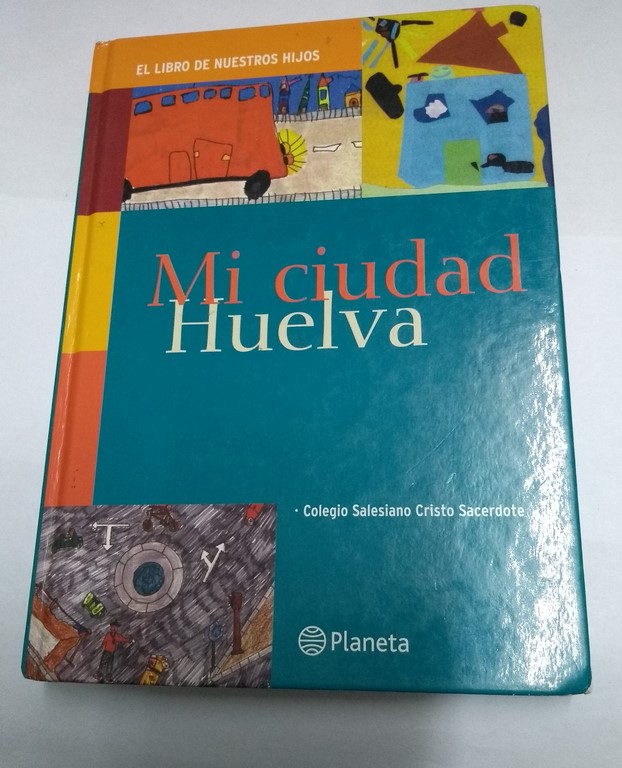 EL LIBRO DE NUESTROS HIJOS
Mi ciudad
Huelva
· Colegio Salesiano Cristo Sacerdote
Planeta